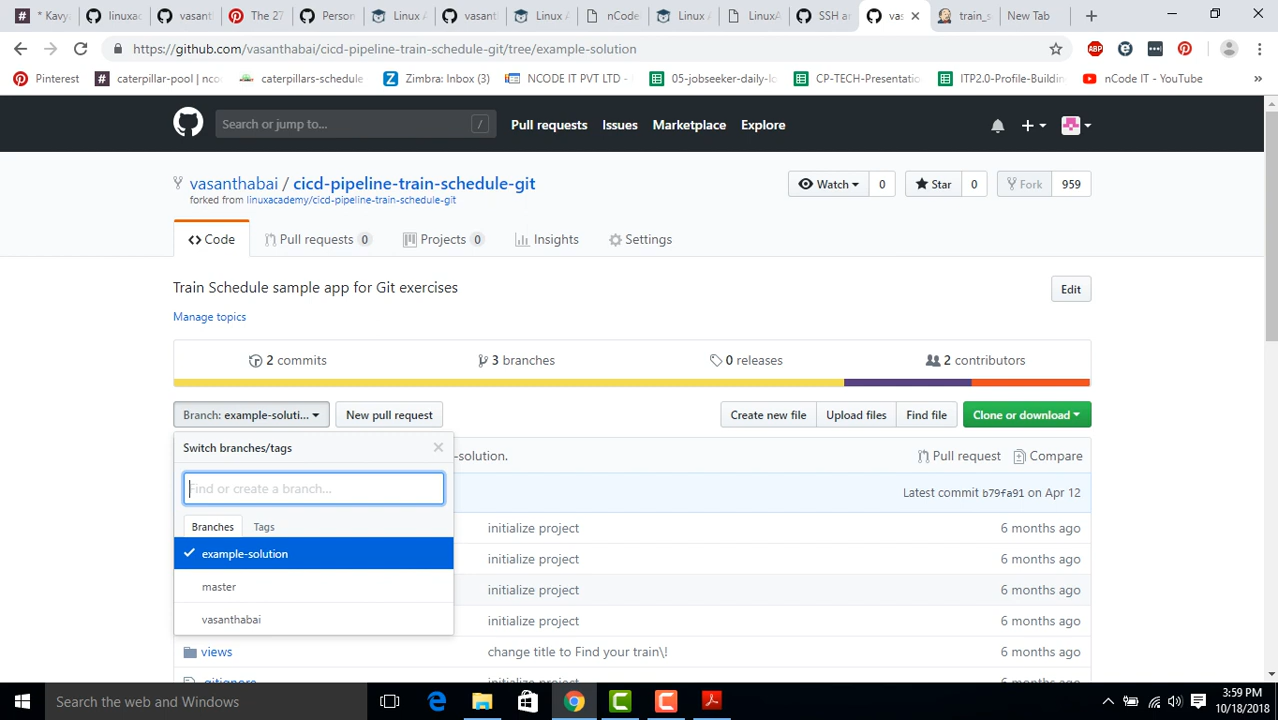 * Kavy
linuxac
vasant
The 27
Person
Linux A
vasant
Linux A
nCode
Linux A
LinuxA
SSH a
vas
train_s
New Tab
https://github.com/vasanthabai/cicd-pipeline-train-schedule-git/tree/example-solution
ABP
Pinterest
caterpillar-pool | nco
caterpillars-schedule
Zimbra: Inbox (3)
NCODE IT PVT LTD -
05-jobseeker-daily-lo
CP-TECH-Presentatio
ITP2.0-Profile-Buildin
nCode IT - YouTube
»
Search or jump to...
/
Pull requests
Issues
Marketplace
Explore
vasanthabai / cicd-pipeline-train-schedule-git
forked from linuxacademy/cicd-pipeline-train-schedule-git
Watch 0
Star 0
Fork 959
Code
Pull requests 0
Projects 0
Insights
Settings
Train Schedule sample app for Git exercises
Edit
Manage topics
2 commits
3 branches
0 releases
2 contributors
Branch: example-soluti...
New pull request
Create new file
Upload files
Find file
Clone or download
Switch branches/tags
Find or create a branch...
Branches
Tags
example-solution
master
vasanthabai
-solution.
Pull request
Compare
Latest commit b79fa91 on Apr 12
initialize project 6 months ago
initialize project 6 months ago
initialize project 6 months ago
initialize project 6 months ago
views change title to Find your train\! 6 months ago
.gitignore initialize project 6 months ago
Search the web and Windows
3:59 PM
10/18/2018